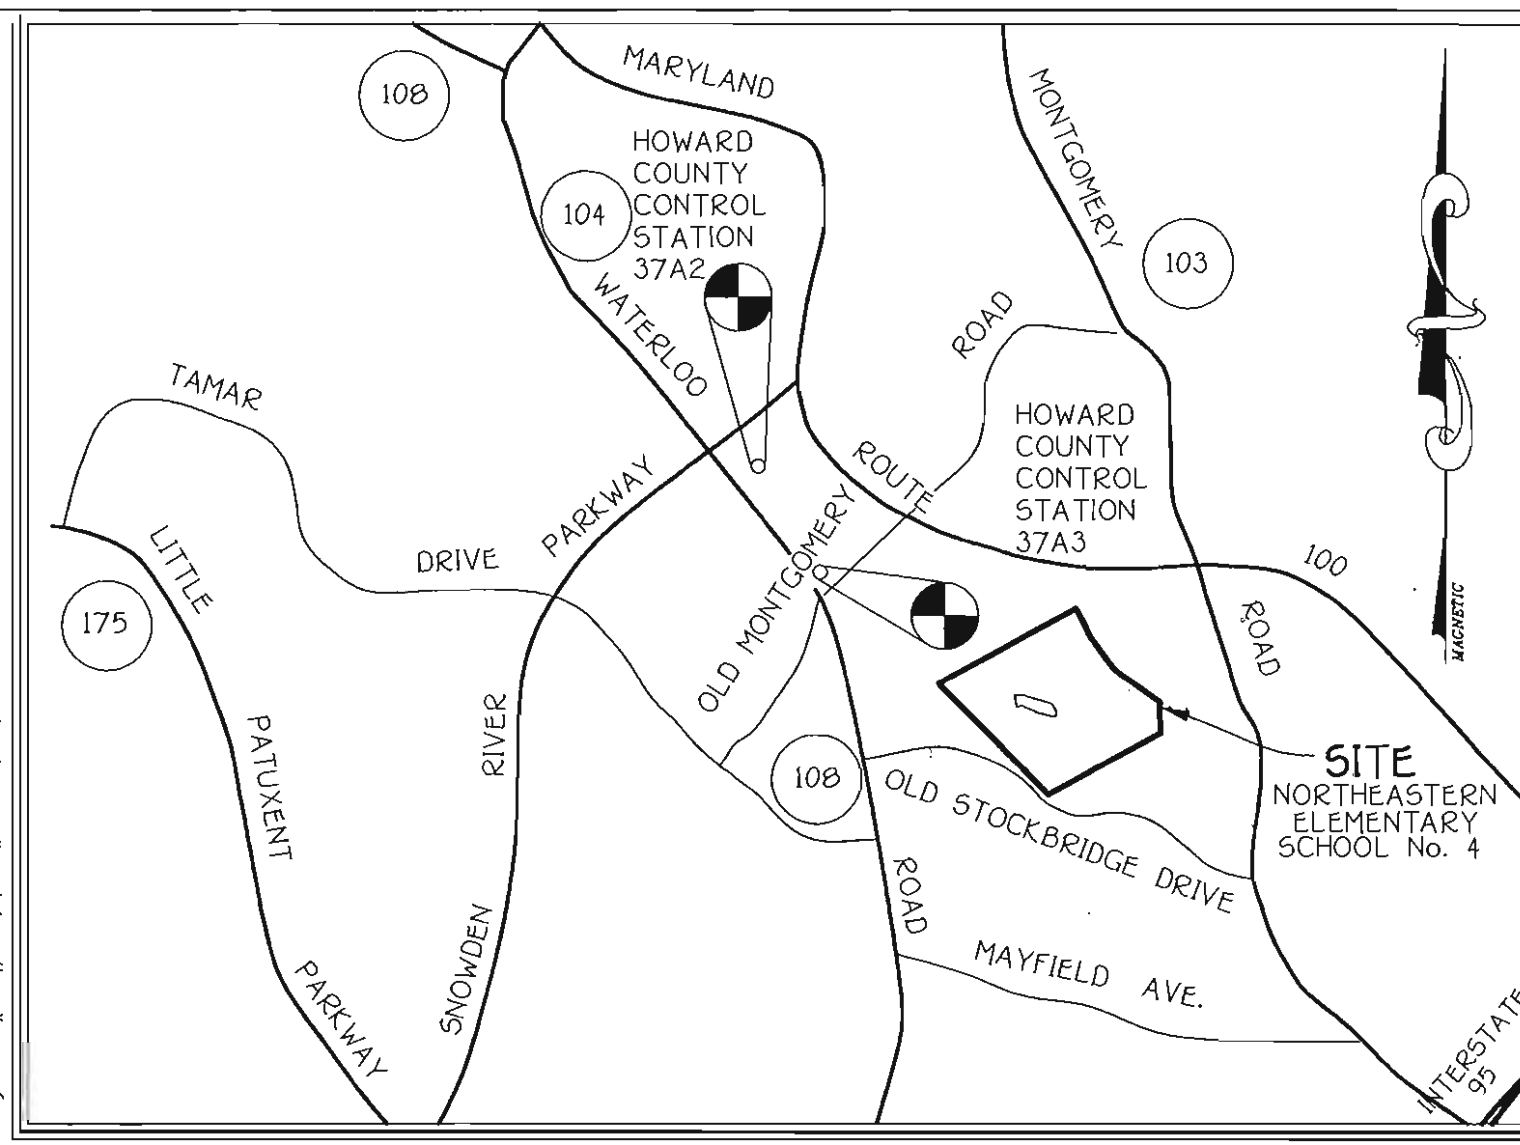 MARYLAND
108
HOWARD
COUNTY
CONTROL
STATION
37A2
104
MONTGOMERY
103
WATERLOO
ROAD
TAMAR
HOWARD
COUNTY
CONTROL
STATION
37A3
ROUTE
PARKWAY
OLD MONTGOMERY
100
DRIVE
LITTLE
175
MAGNETIC
ROAD
RIVER
PATUXENT
108
SITE
NORTHEASTERN
ELEMENTARY
SCHOOL No. 4
OLD STOCKBRIDGE DRIVE
ROAD
SNOWDEN
MAYFIELD AVE.
PARKWAY
INTERSTATE
95